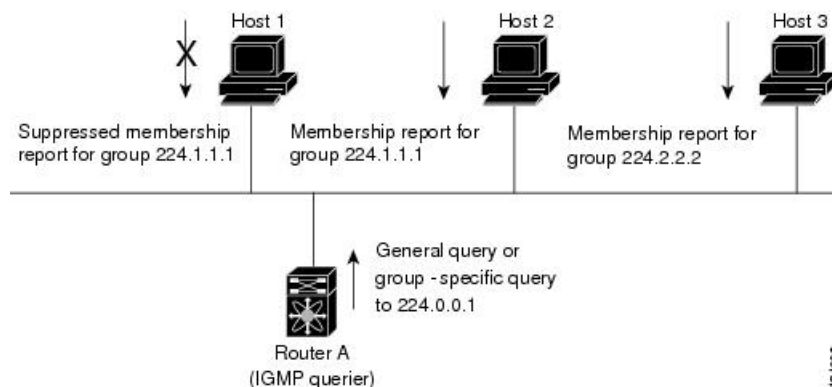 Host 1
Host 2
Host 3
X
Suppressed membership
report for group 224.1.1.1
Membership report for
group 224.1.1.1
Membership report for
group 224.2.2.2
General query or
group - specific query
to 224.0.0.1
Router A
(IGMP querier)